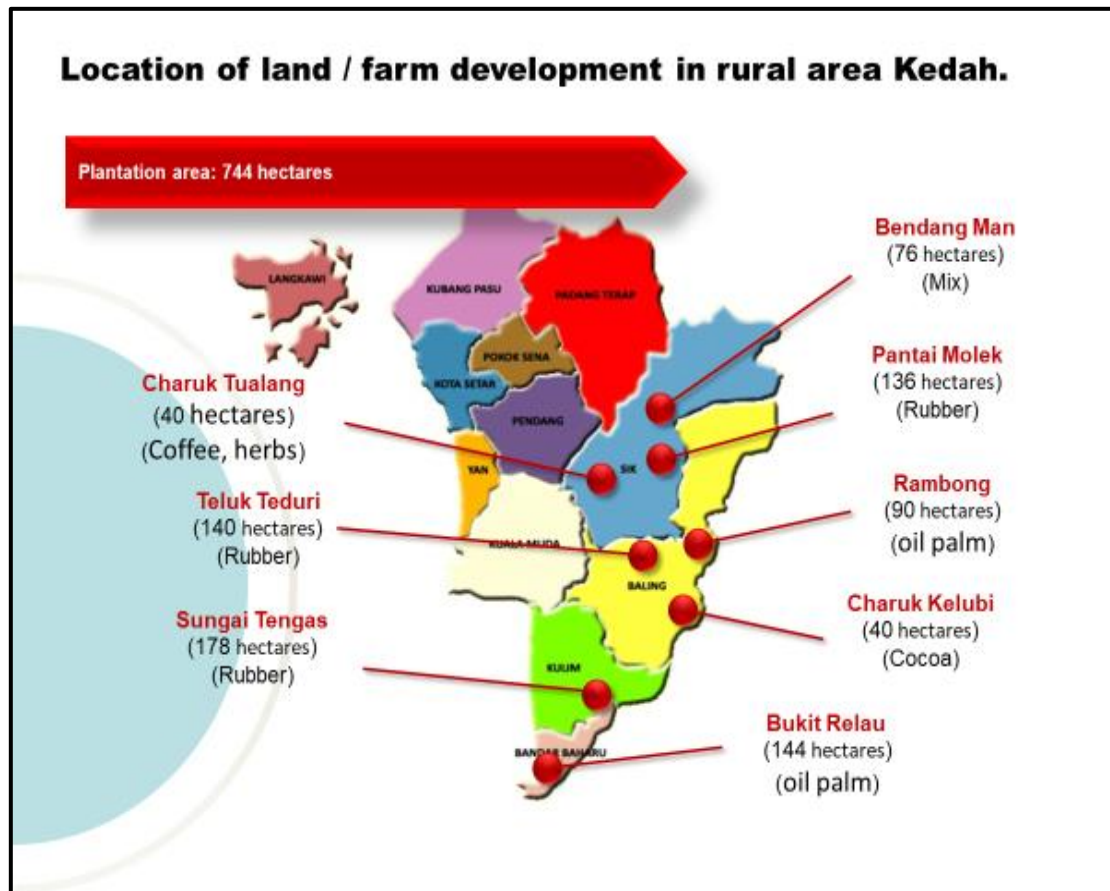 Location of land / farm development in rural area Kedah.
Plantation area: 744 hectares
LANGKAWI
KUBANG PASU
PADANG TERAP
POKOK SENA
KOTA SETAR
PENDANG
YAN
SIK
KUALA MUDA
BALING
KULIM
BANDAR BAHARU
Charuk Tualang
(40 hectares)
(Coffee, herbs)
Teluk Teduri
(140 hectares)
(Rubber)
Sungai Tengas
(178 hectares)
(Rubber)
Bendang Man
(76 hectares)
(Mix)
Pantai Molek
(136 hectares)
(Rubber)
Rambong
(90 hectares)
(oil palm)
Charuk Kelubi
(40 hectares)
(Cocoa)
Bukit Relau
(144 hectares)
(oil palm)